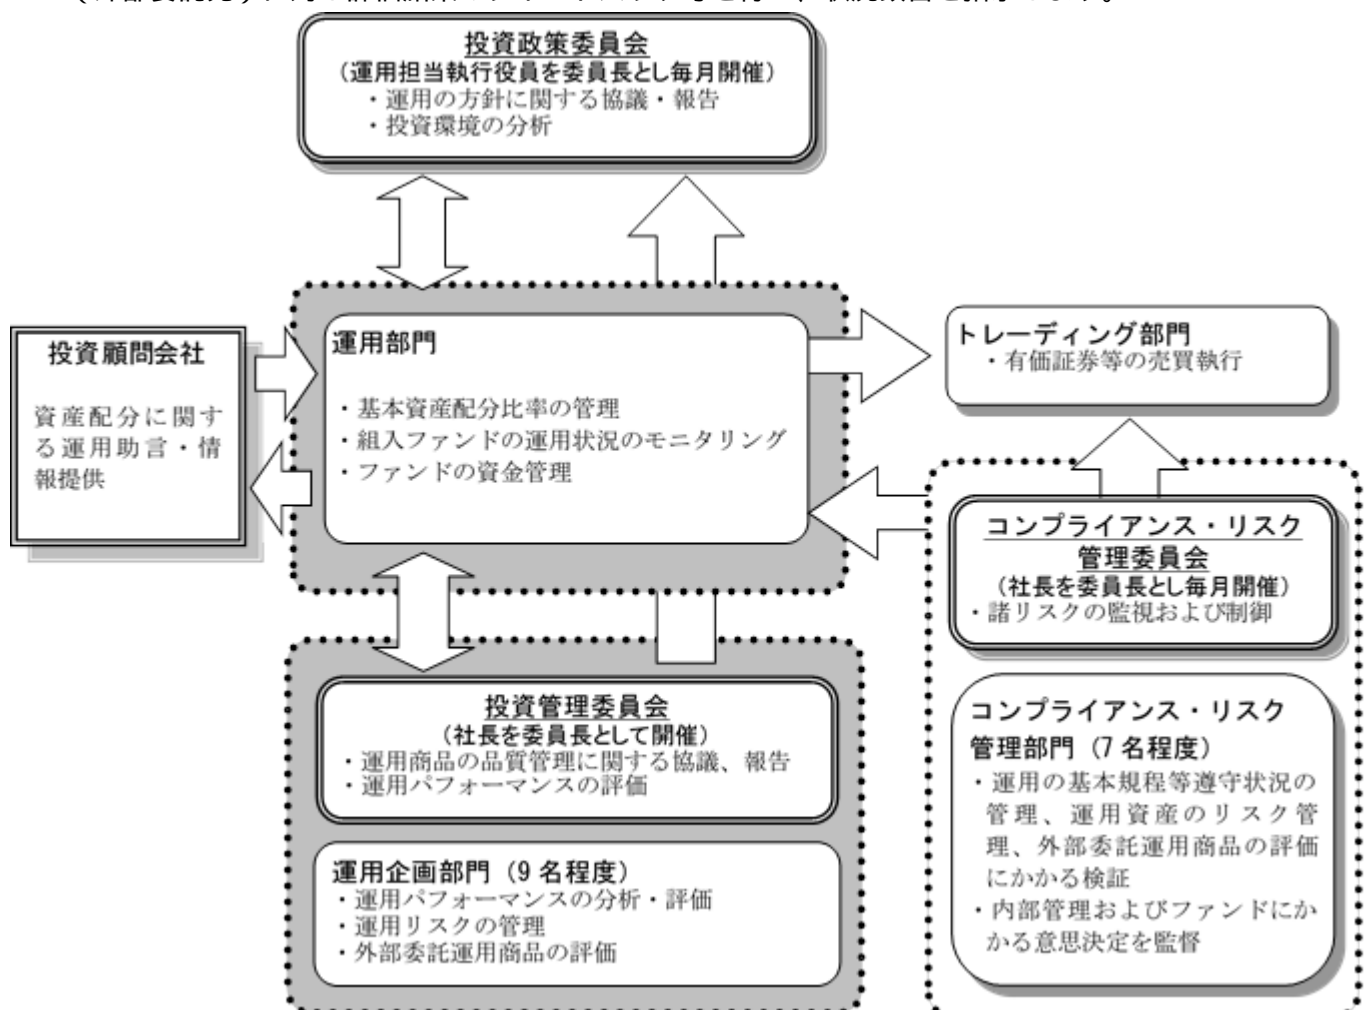 投資政策委員会
（運用担当執行役員を委員長とし毎月開催）
・運用の方針に関する協議・報告
・投資環境の分析
投資顧問会社
資産配分に関す
る運用助言・情
報提供
運用部門
・基本資産配分比率の管理
・組入ファンドの運用状況のモニタリング
・ファンドの資金管理
トレーディング部門
・有価証券等の売買執行
コンプライアンス・リスク
管理委員会
（社長を委員長とし毎月開催）
・諸リスクの監視および制御
投資管理委員会
（社長を委員長として開催）
・運用商品の品質管理に関する協議、報告
・運用パフォーマンスの評価
運用企画部門（9 名程度）
・運用パフォーマンスの分析・評価
・運用リスクの管理
・外部委託運用商品の評価
コンプライアンス・リスク
管理部門（7 名程度）
・運用の基本規程等遵守状況の
管理、運用資産のリスク管
理、外部委託運用商品の評価
にかかる検証
・内部管理およびファンドにか
かる意思決定を監督